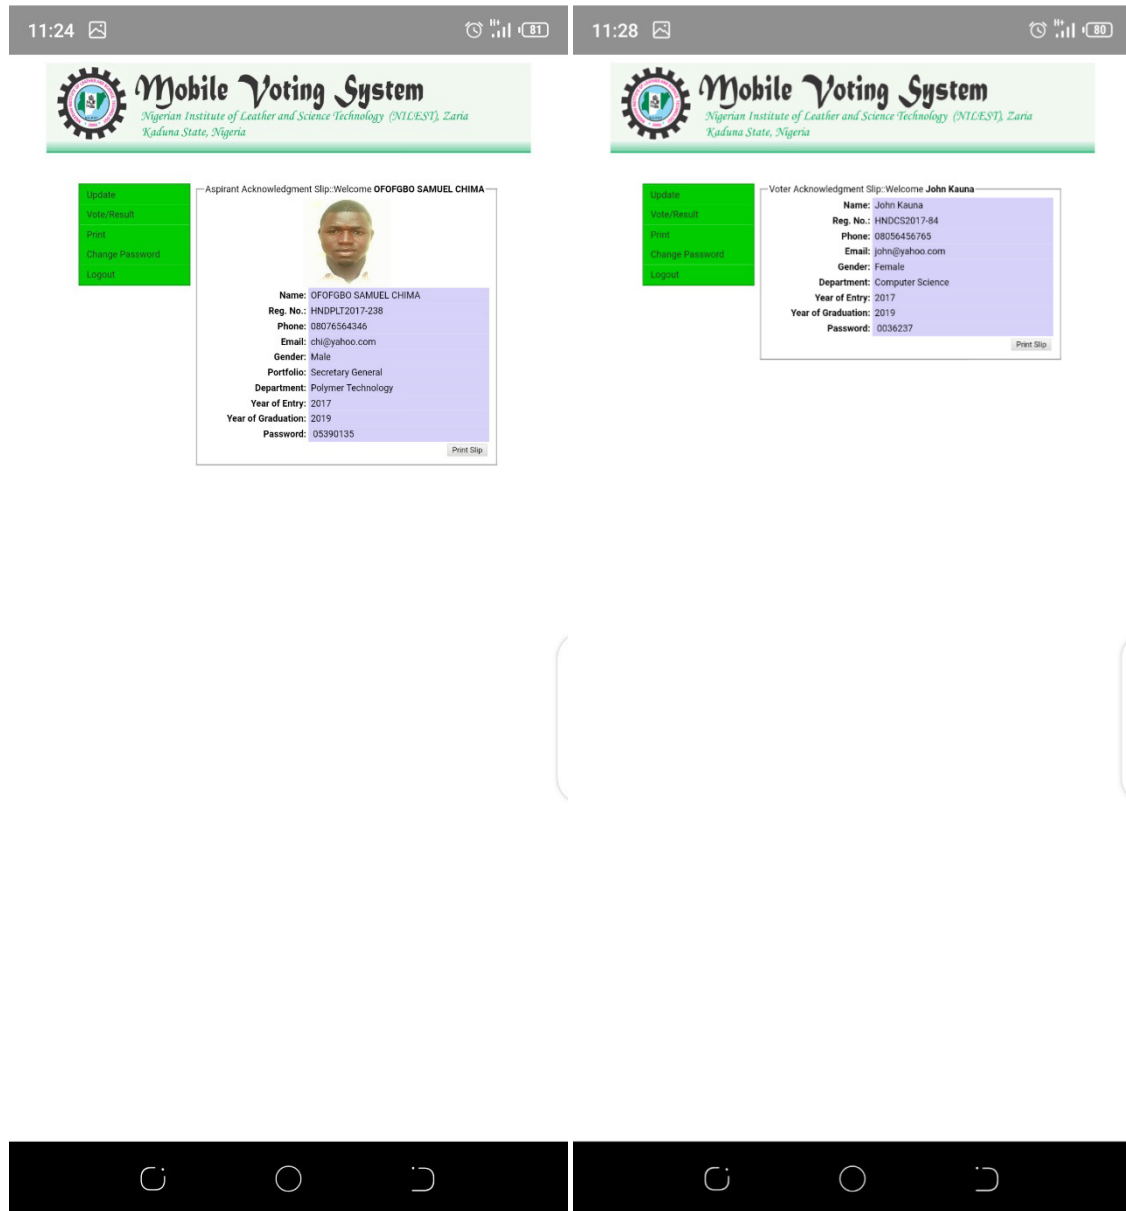 11:24
H+
81
Mobile Voting System
Nigerian Institute of Leather and Science Technology (NILEST), Zaria
Kaduna State, Nigeria
Update
Vote/Result
Print
Change Password
Logout
Aspirant Acknowledgment Slip::Welcome OFOFGBO SAMUEL CHIMA
Name: OFOFGBO SAMUEL CHIMA
Reg. No.: HNDPLT2017-238
Phone: 08076564346
Email: chi@yahoo.com
Gender: Male
Portfolio: Secretary General
Department: Polymer Technology
Year of Entry: 2017
Year of Graduation: 2019
Password: 05390135
Print Slip
11:28
H+
80
Mobile Voting System
Nigerian Institute of Leather and Science Technology (NILEST), Zaria
Kaduna State, Nigeria
Update
Vote/Result
Print
Change Password
Logout
Voter Acknowledgment Slip::Welcome John Kauna
Name: John Kauna
Reg. No.: HNDCS2017-84
Phone: 08056456765
Email: john@yahoo.com
Gender: Female
Department: Computer Science
Year of Entry: 2017
Year of Graduation: 2019
Password: 0036237
Print Slip